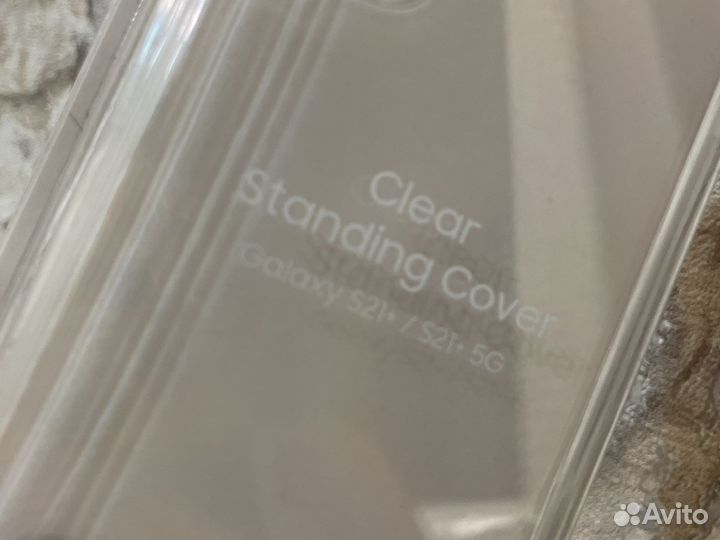 Clear
Standing Cover
Galaxy S21+ / S21+ 5G
Avito